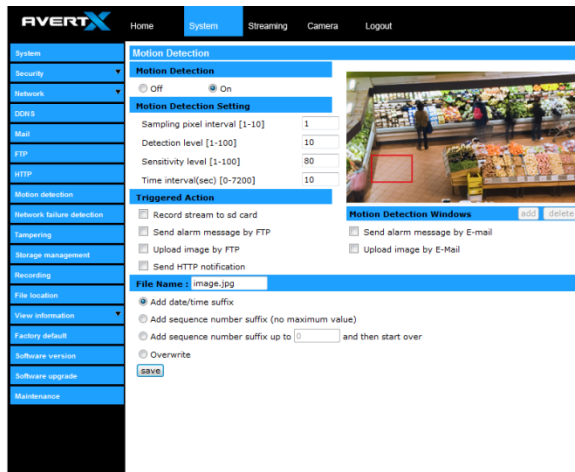 AVERTX
Home System Streaming Camera Logout
System
Security
Network
DDNS
Mail
FTP
HTTP
Motion detection
Network failure detection
Tampering
Storage management
Recording
File location
View information
Factory default
Software version
Software upgrade
Maintenance
Motion Detection
Motion Detection
Off On
Motion Detection Setting
Sampling pixel interval [1-10] 1
Detection level [1-100] 10
Sensitivity level [1-100] 80
Time interval(sec) [0-7200] 10
Triggered Action
Motion Detection Windows add delete
Record stream to sd card
Send alarm message by FTP Send alarm message by E-mail
Upload image by FTP Upload image by E-Mail
Send HTTP notification
File Name : image.jpg
Add date/time suffix
Add sequence number suffix (no maximum value)
Add sequence number suffix up to 0 and then start over
Overwrite
save